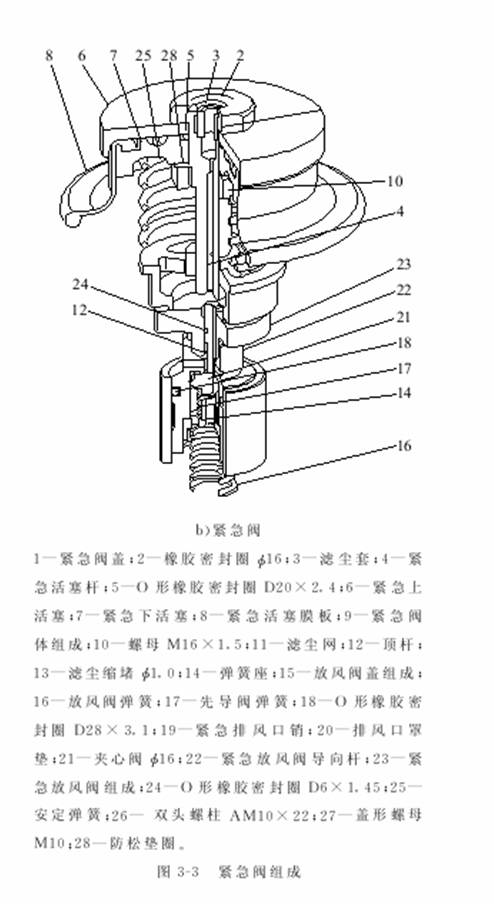 8 6 7 25 28 5 3 2
10
4
24
23
12
22
21
18
17
14
16
b)紧急阀
1—紧急阀盖;2—橡胶密封圈 ϕ16;3—滤尘套;4—紧
急活塞杆;5—O 形橡胶密封圈 D20×2.4;6—紧急上
活塞;7—紧急下活塞;8—紧急活塞膜板;9—紧急阀
体组成;10—螺母 M16×1.5;11—滤尘网;12—顶杆;
13—滤尘缩堵 ϕ1.0;14—弹簧座;15—放风阀盖组成;
16—放风阀弹簧;17—先导阀弹簧;18—O 形橡胶密
封圈 D28×3.1;19—紧急排风口销;20—排风口罩
垫;21—夹心阀 ϕ16;22—紧急放风阀导向杆;23—紧
急放风阀组成;24—O 形橡胶密封圈 D6×1.45;25—
安定弹簧;26— 双头螺柱 AM10×22;27—盖形螺母
M10;28—防松垫圈。
图 3-3 紧急阀组成